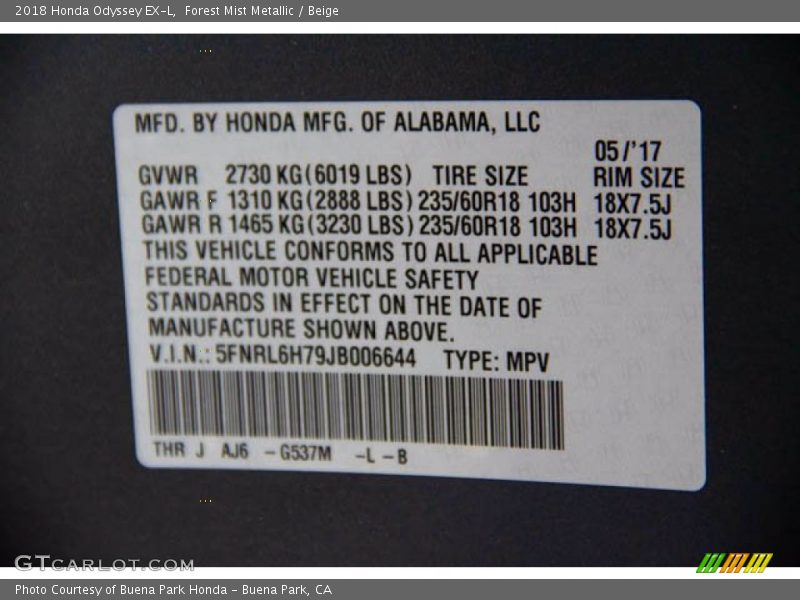 2018 Honda Odyssey EX-L, Forest Mist Metallic / Beige
MFD. BY HONDA MFG. OF ALABAMA, LLC
05/'17
GVWR 2730 KG(6019 LBS) TIRE SIZE RIM SIZE
GAWR F 1310 KG(2888 LBS) 235/60R18 103H 18X7.5J
GAWR R 1465 KG(3230 LBS) 235/60R18 103H 18X7.5J
THIS VEHICLE CONFORMS TO ALL APPLICABLE
FEDERAL MOTOR VEHICLE SAFETY
STANDARDS IN EFFECT ON THE DATE OF
MANUFACTURE SHOWN ABOVE.
V.I.N.: 5FNRL6H79JB006644 TYPE: MPV
THR J AJ6 -G537M -L -B
GTCARLOT.COM
Photo Courtesy of Buena Park Honda - Buena Park, CA